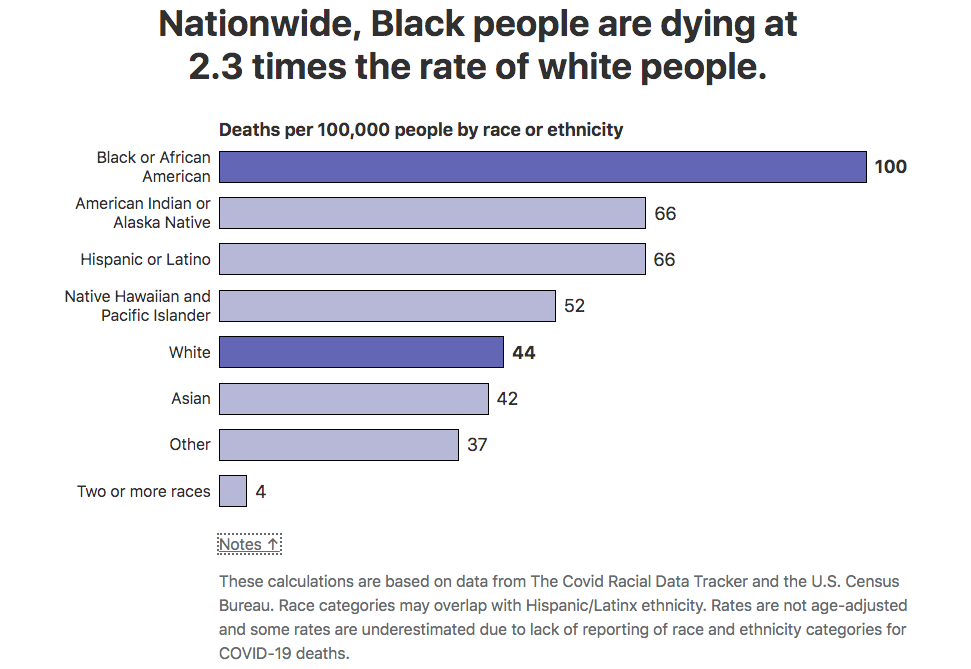 Nationwide, Black people are dying at
2.3 times the rate of white people.
Deaths per 100,000 people by race or ethnicity
Black or African
American
100
American Indian or
Alaska Native
66
Hispanic or Latino
66
Native Hawaiian and
Pacific Islander
52
White
44
Asian
42
Other
37
Two or more races
4
Notes ↑
These calculations are based on data from The Covid Racial Data Tracker and the U.S. Census
Bureau. Race categories may overlap with Hispanic/Latinx ethnicity. Rates are not age-adjusted
and some rates are underestimated due to lack of reporting of race and ethnicity categories for
COVID-19 deaths.